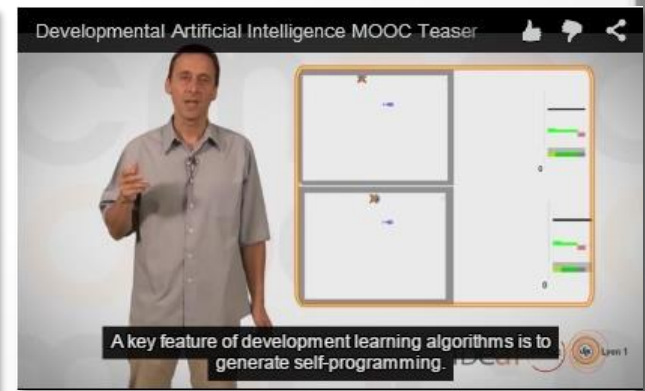 Developmental Artificial Intelligence MOOC Teaser
0
0
A key feature of development learning algorithms is to
generate self-programming.
Lyon 1